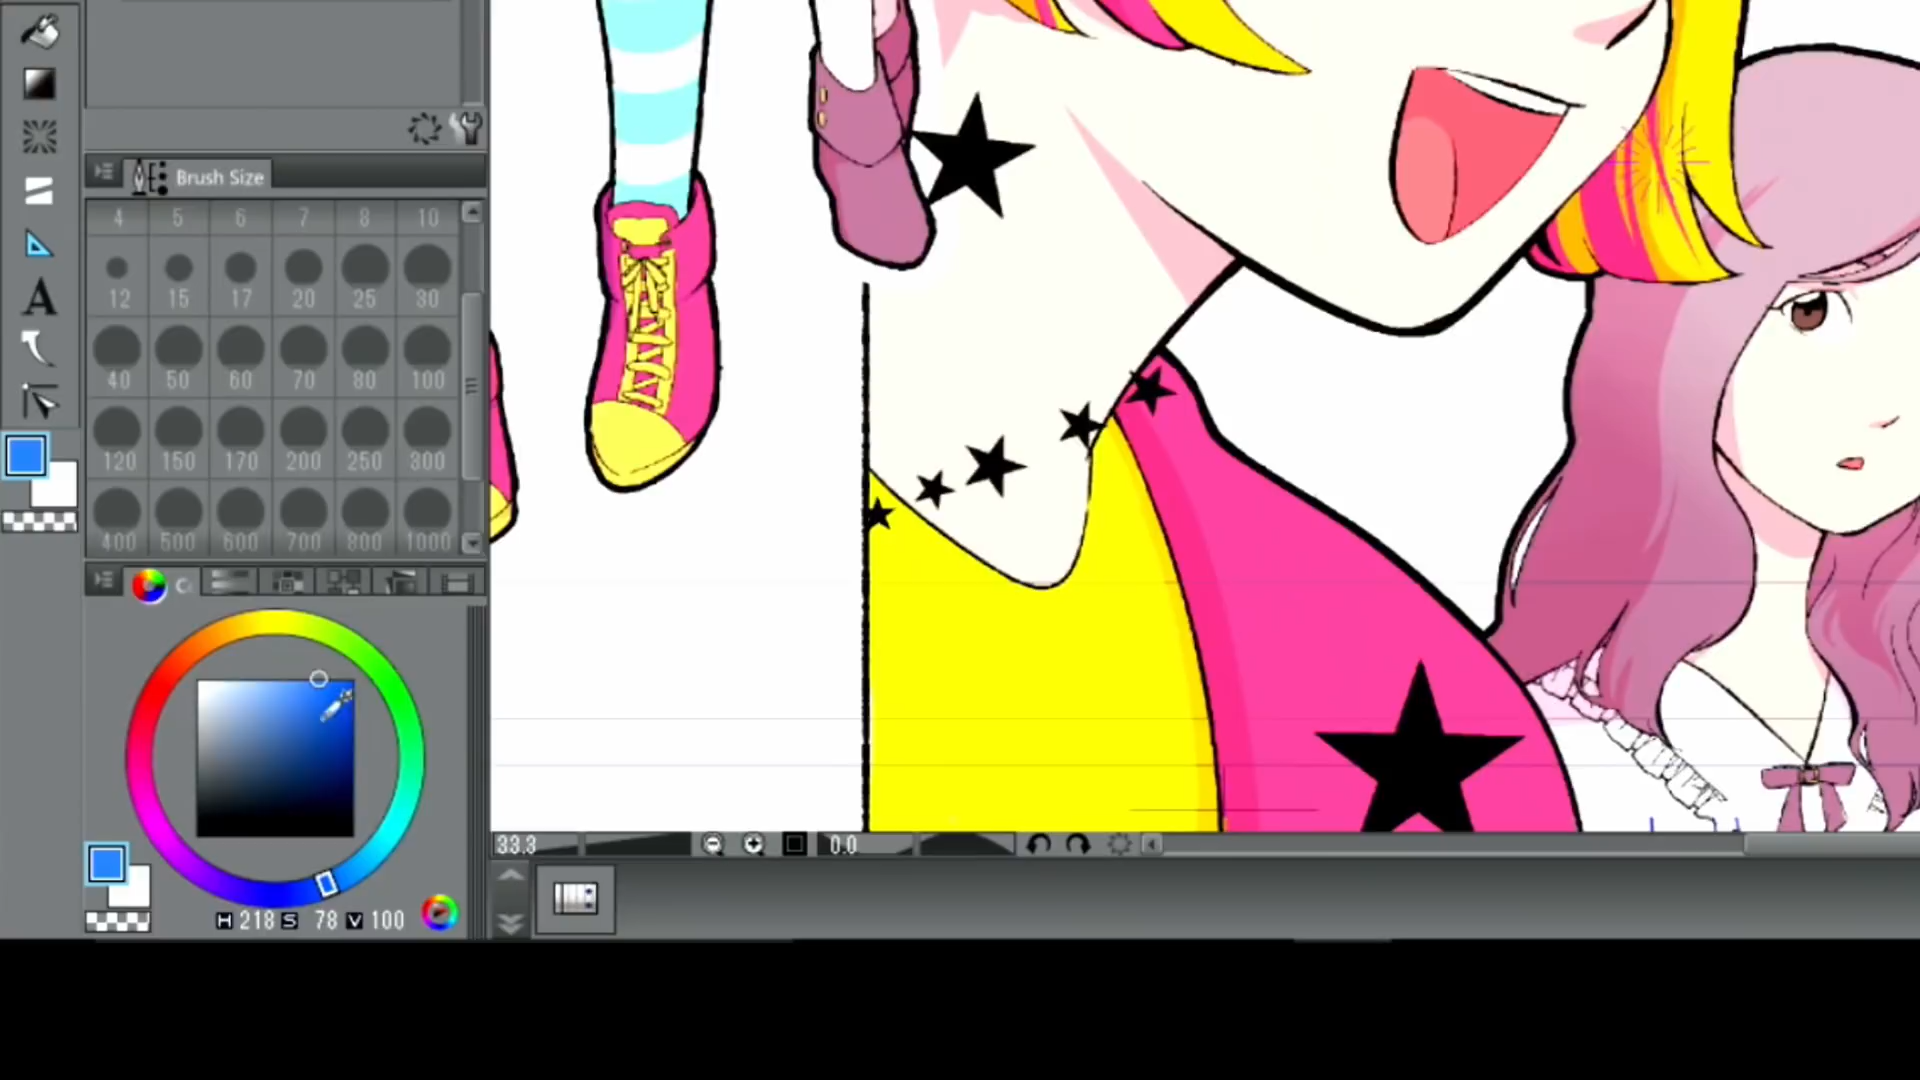 Brush Size
4 5 6 7 8 10
12 15 17 20 25 30
40 50 60 70 80 100
120 150 170 200 250 300
400 500 600 700 800 1000
33.3 0.0
H 218 S 78 V 100